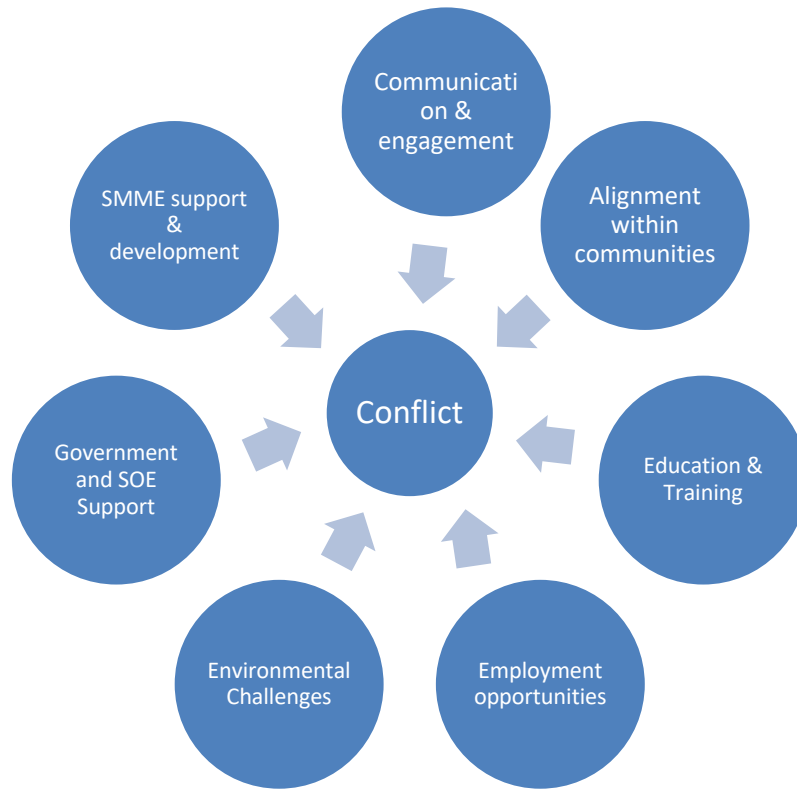 Communicati
on &
engagement
Alignment
within
communities
Education &
Training
Employment
opportunities
Environmental
Challenges
Government
and SOE
Support
SMME support
&
development
Conflict